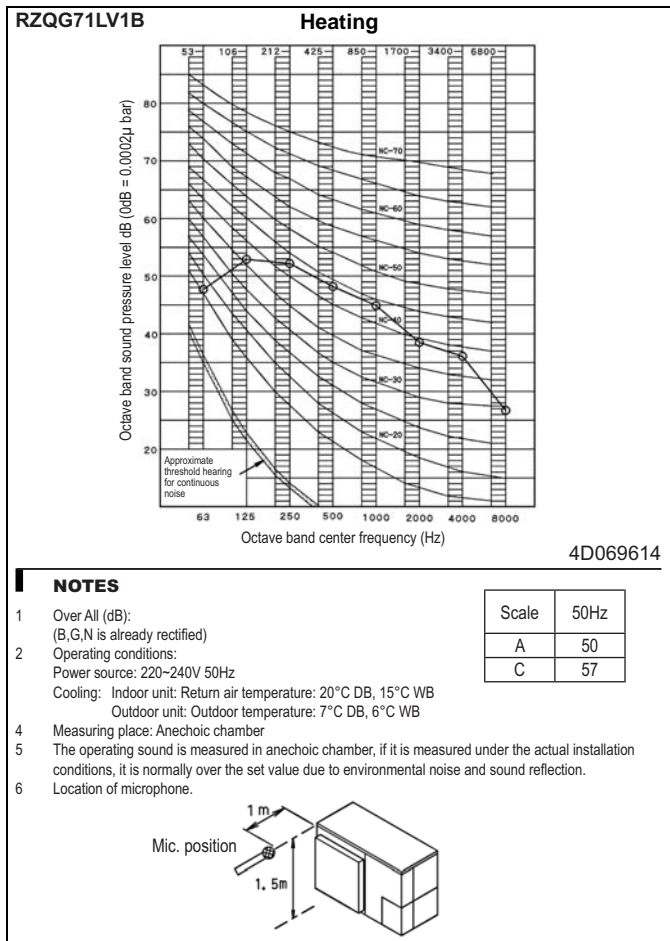 RZQG71LV1B Heating
53 106 212 425 850 1700 3400 6800
Octave band sound pressure level dB (0dB = 0.0002µ bar)
80
70
60
50
40
30
20
NC-70
NC-60
NC-50
NC-40
NC-30
NC-20
Approximate
threshold hearing
for continuous
noise
63 125 250 500 1000 2000 4000 8000
Octave band center frequency (Hz)
4D069614
NOTES
1 Over All (dB):
(B,G,N is already rectified)
2 Operating conditions:
Power source: 220~240V 50Hz
Cooling: Indoor unit: Return air temperature: 20°C DB, 15°C WB
Outdoor unit: Outdoor temperature: 7°C DB, 6°C WB
4 Measuring place: Anechoic chamber
5 The operating sound is measured in anechoic chamber, if it is measured under the actual installation
conditions, it is normally over the set value due to environmental noise and sound reflection.
6 Location of microphone.
Scale 50Hz
A 50
C 57
1 m
Mic. position
1.5m